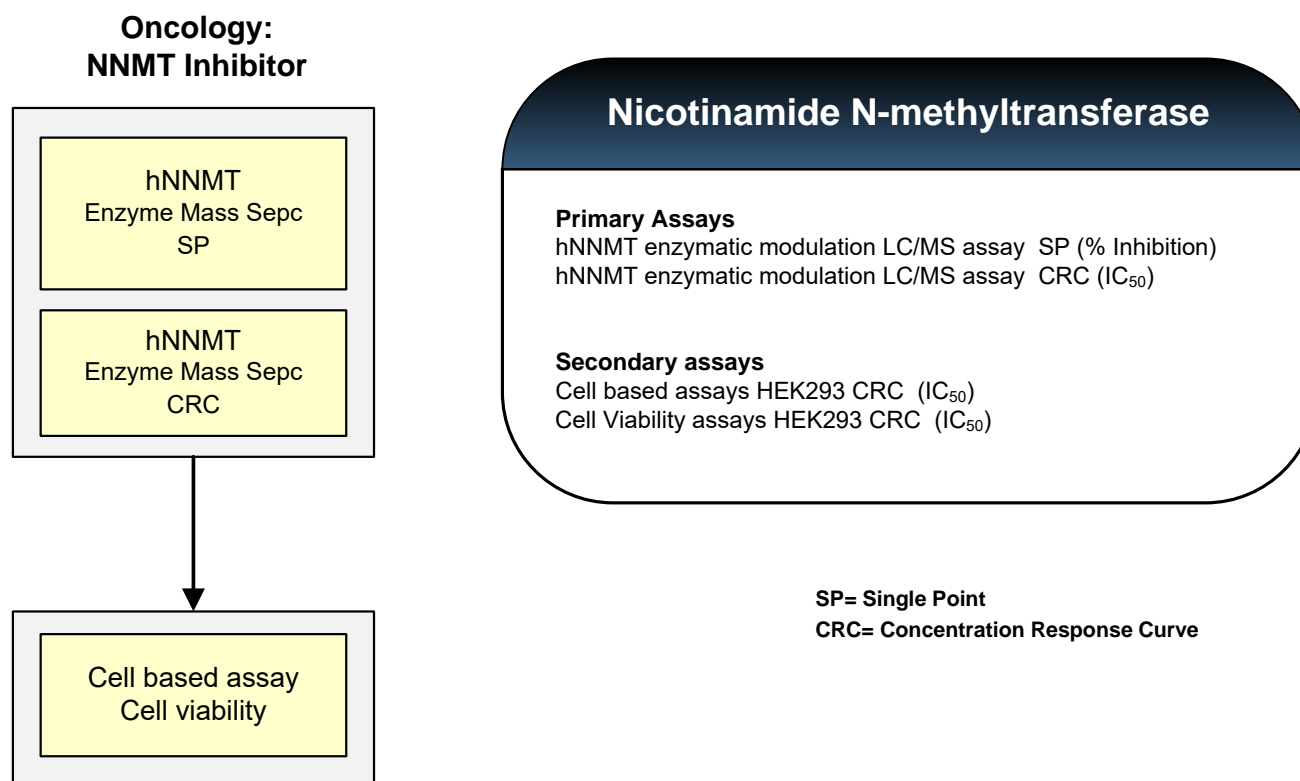 Oncology:
NNMT Inhibitor
hNNMT
Enzyme Mass Sepc
SP
hNNMT
Enzyme Mass Sepc
CRC
Cell based assay
Cell viability
Nicotinamide N-methyltransferase
Primary Assays
hNNMT enzymatic modulation LC/MS assay  SP (% Inhibition)
hNNMT enzymatic modulation LC/MS assay  CRC (IC₅₀)
Secondary assays
Cell based assays HEK293 CRC  (IC₅₀)
Cell Viability assays HEK293 CRC  (IC₅₀)
SP= Single Point
CRC= Concentration Response Curve